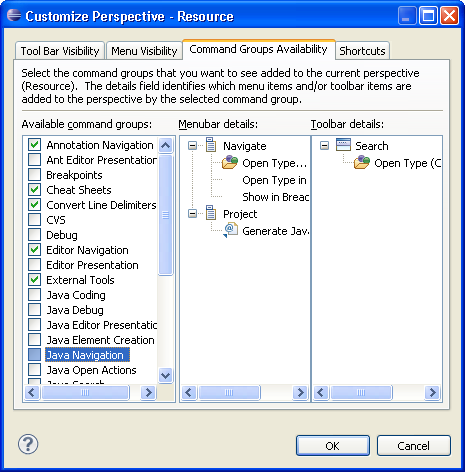 Customize Perspective - Resource
Tool Bar Visibility Menu Visibility Command Groups Availability Shortcuts
Select the command groups that you want to see added to the current perspective
(Resource). The details field identifies which menu items and/or toolbar items are
added to the perspective by the selected command group.
Available command groups: Menubar details: Toolbar details:
Annotation Navigation
Ant Editor Presentation
Breakpoints
Cheat Sheets
Convert Line Delimiters
CVS
Debug
Editor Navigation
Editor Presentation
External Tools
Java Coding
Java Debug
Java Editor Presentatio
Java Element Creation
Java Navigation
Java Open Actions
Java Search
Navigate
Open Type...
Open Type in
Show in Breac
Project
Generate Java
Search
Open Type (C
?
OK Cancel